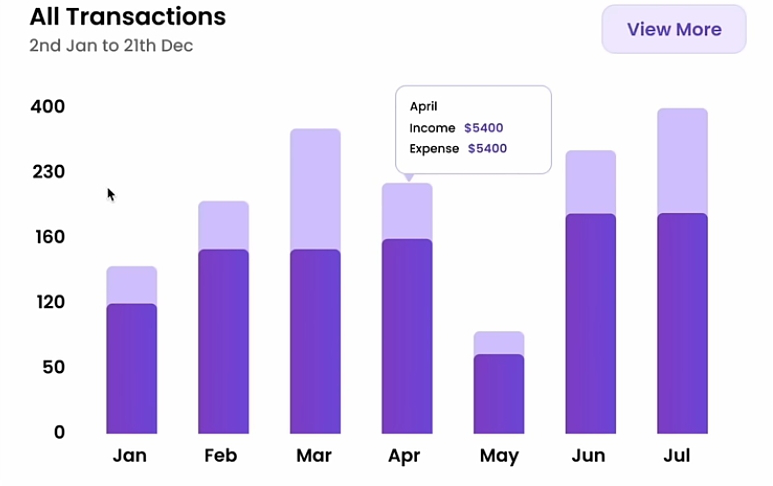 All Transactions
2nd Jan to 21th Dec
View More
400
April
Income $5400
Expense $5400
230
160
120
50
0
Jan Feb Mar Apr May Jun Jul